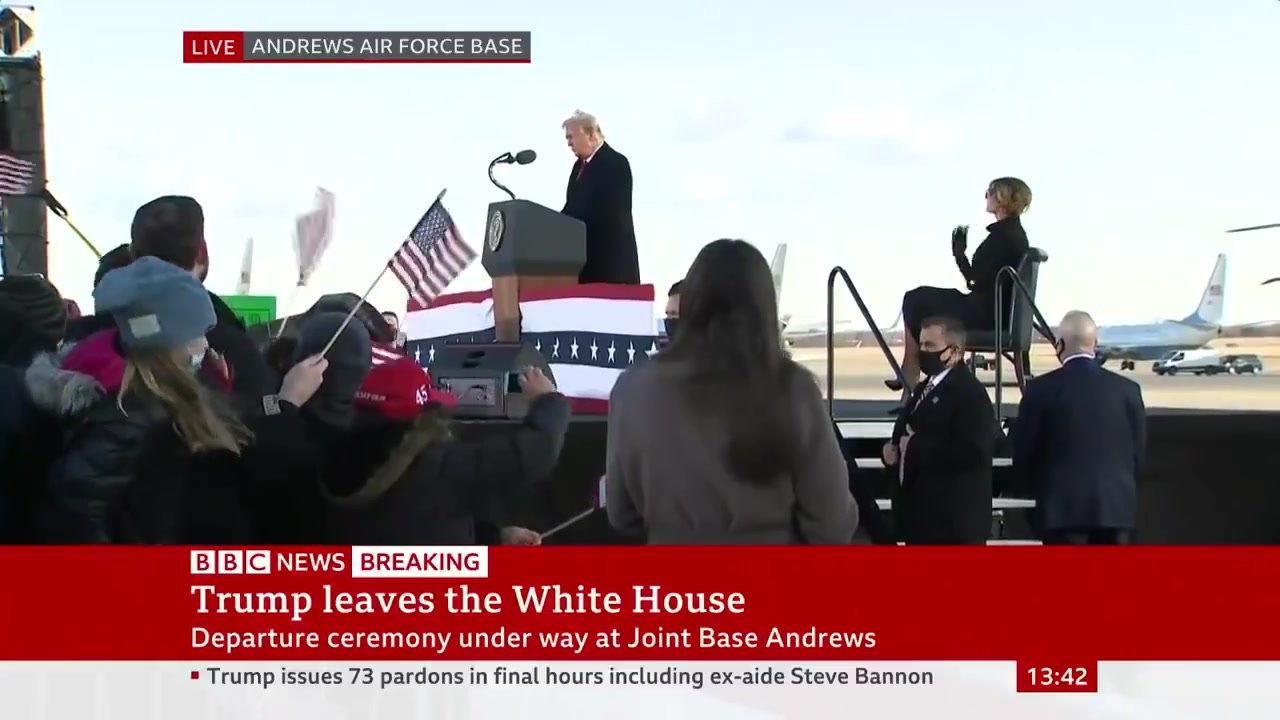 LIVE ANDREWS AIR FORCE BASE
45
BBC NEWS BREAKING
Trump leaves the White House
Departure ceremony under way at Joint Base Andrews
Trump issues 73 pardons in final hours including ex-aide Steve Bannon
13:42